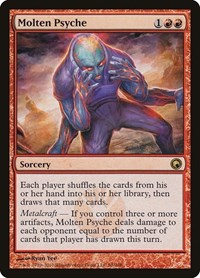 Molten Psyche
Sorcery
Each player shuffles the cards from his
or her hand into his or her library, then
draws that many cards.
Metalcraft — If you control three or more
artifacts, Molten Psyche deals damage to
each opponent equal to the number of
cards that player has drawn this turn.
Ryan Yee